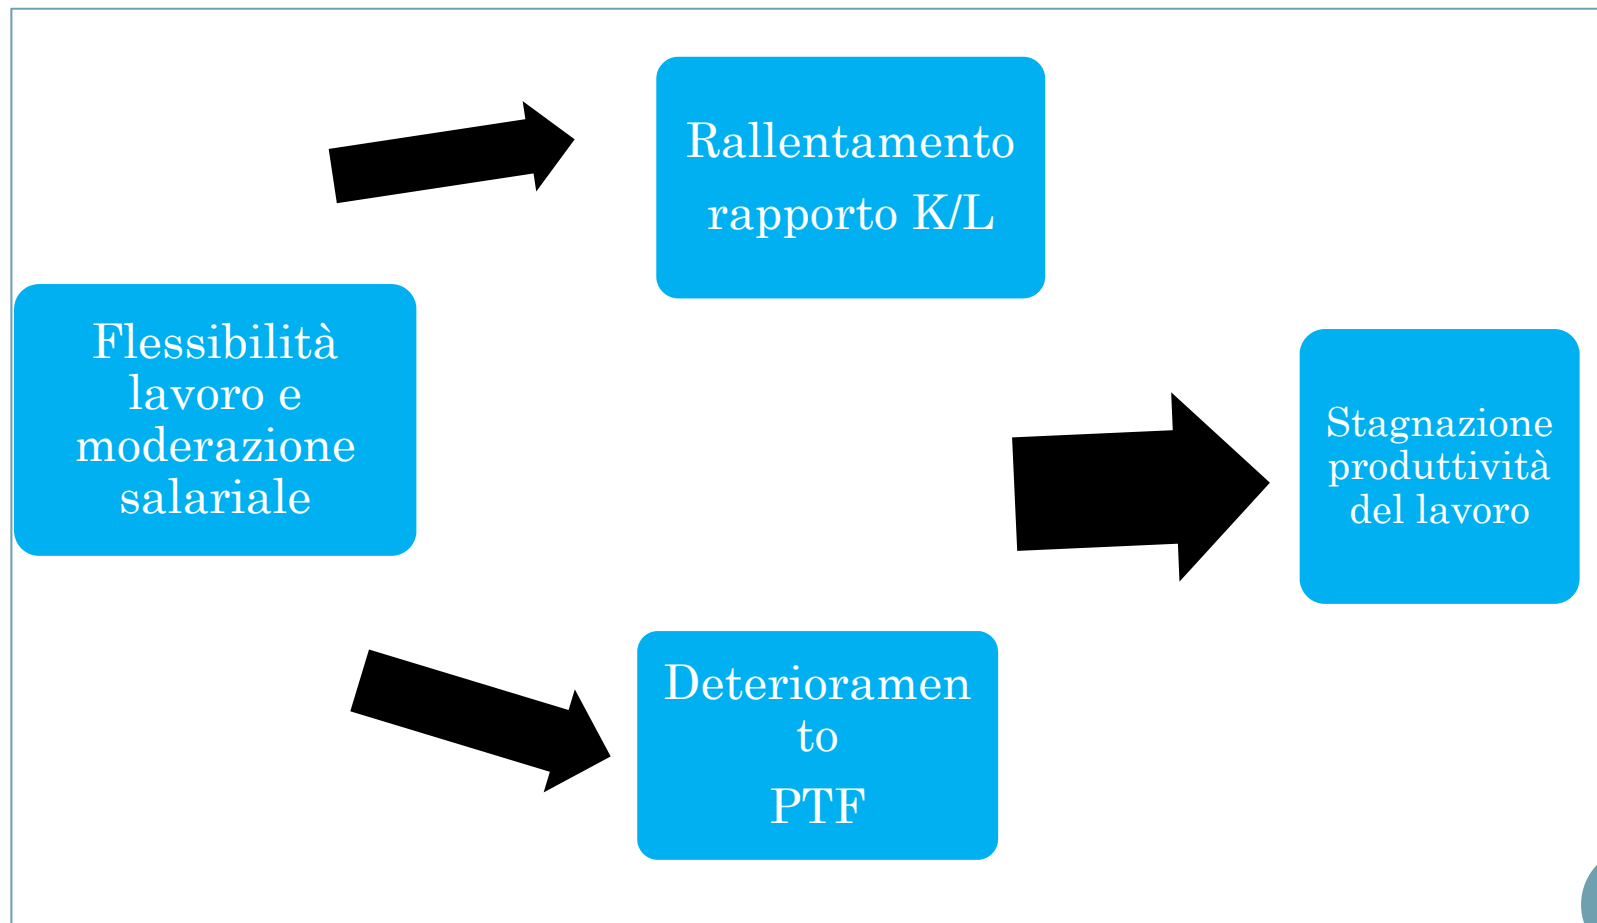 Rallentamento
rapporto K/L
Flessibilità
lavoro e
moderazione
salariale
Stagnazione
produttività
del lavoro
Deterioramen
to
PTF